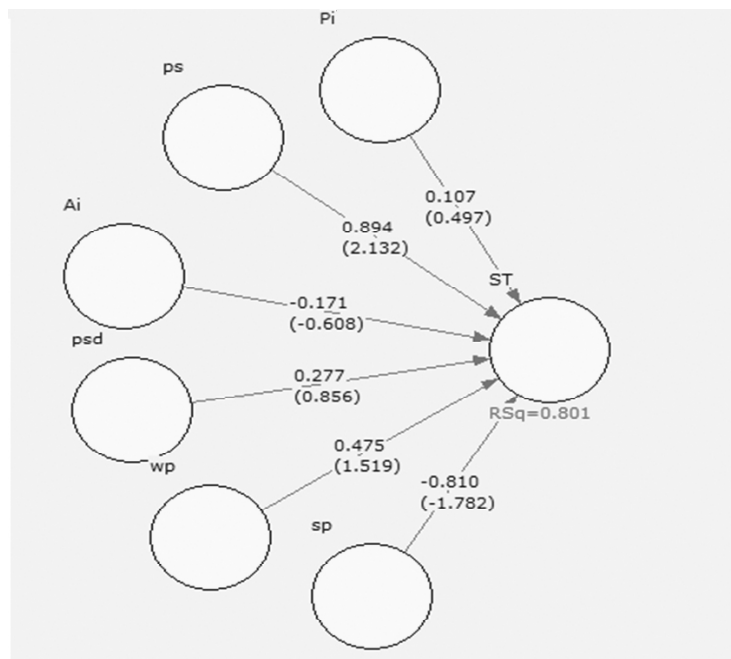 Pi
ps
0.107
(0.497)
Ai
0.894
(2.132)
ST
-0.171
(-0.608)
psd
0.277
(0.856)
RSq=0.801
0.475
(1.519)
wp
-0.810
(-1.782)
sp